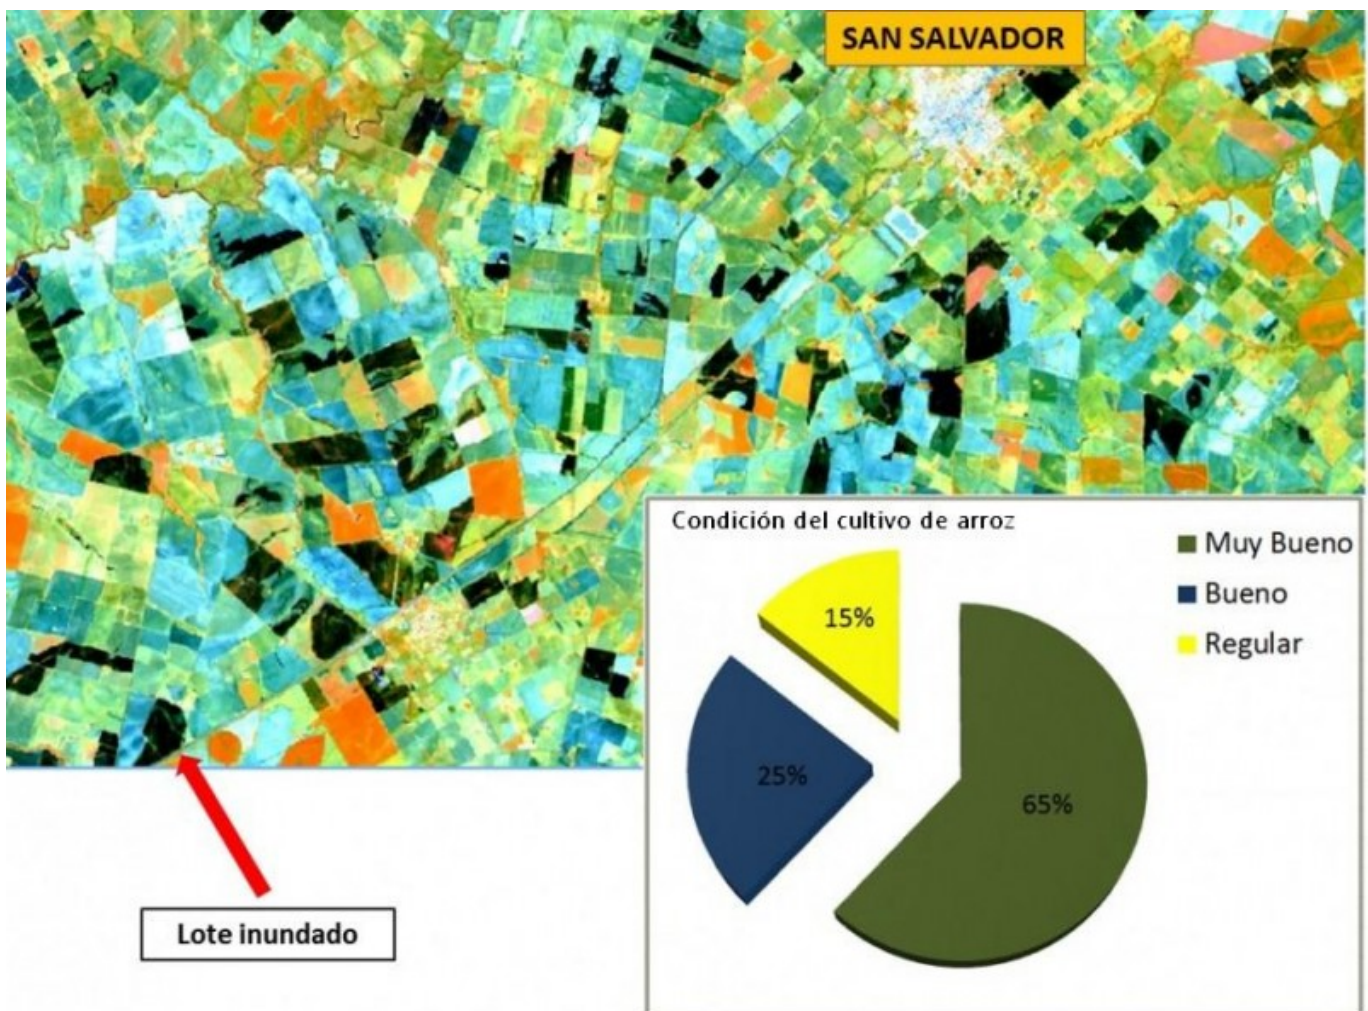 SAN SALVADOR
Condición del cultivo de arroz
Muy Bueno
Bueno
Regular
15%
25%
65%
Lote inundado